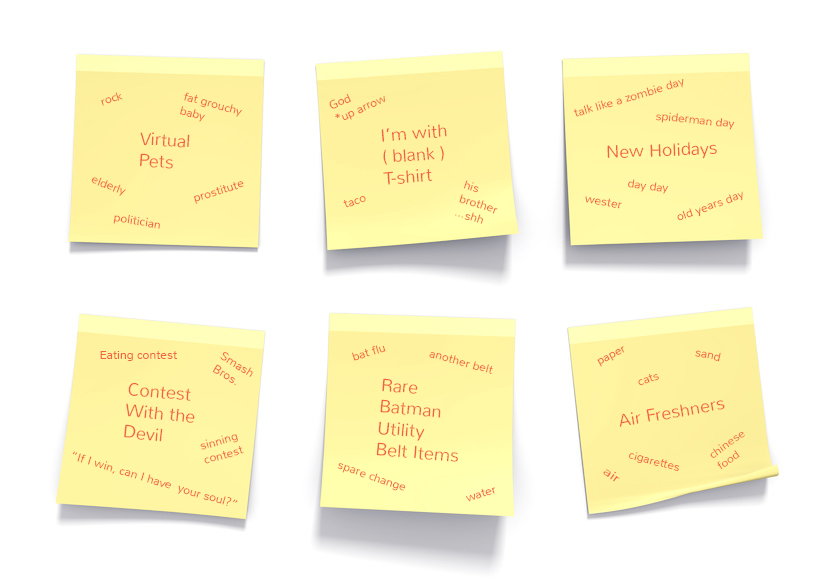 rock
fat grouchy
baby
Virtual
Pets
elderly
prostitute
politician
God
*up arrow
I'm with
( blank )
T-shirt
taco
his
brother
...shh
talk like a zombie day
spiderman day
New Holidays
day day
wester
old years day
Eating contest
Smash
Bros.
Contest
With the
Devil
sinning
contest
"If I win, can I have your soul?"
bat flu
another belt
Rare
Batman
Utility
Belt Items
spare change
water
paper
sand
cats
Air Freshners
chinese
food
cigarettes
air